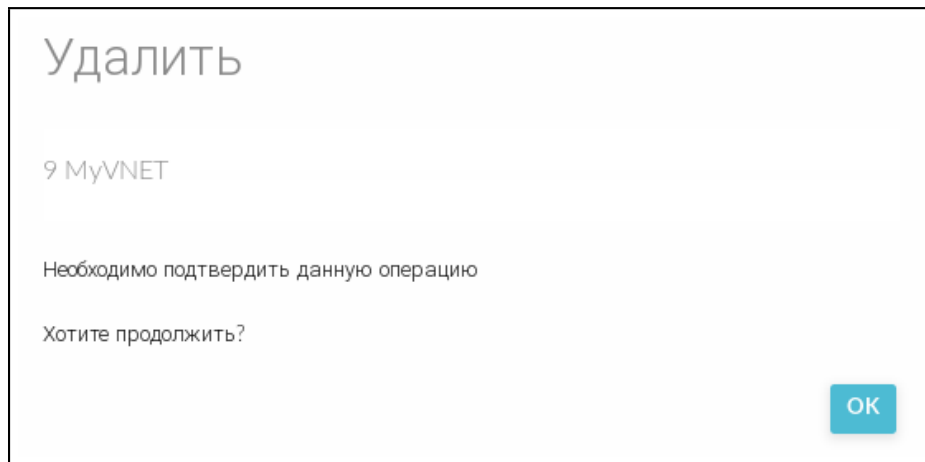 Удалить
9 MyVNET
Необходимо подтвердить данную операцию
Хотите продолжить?
OK